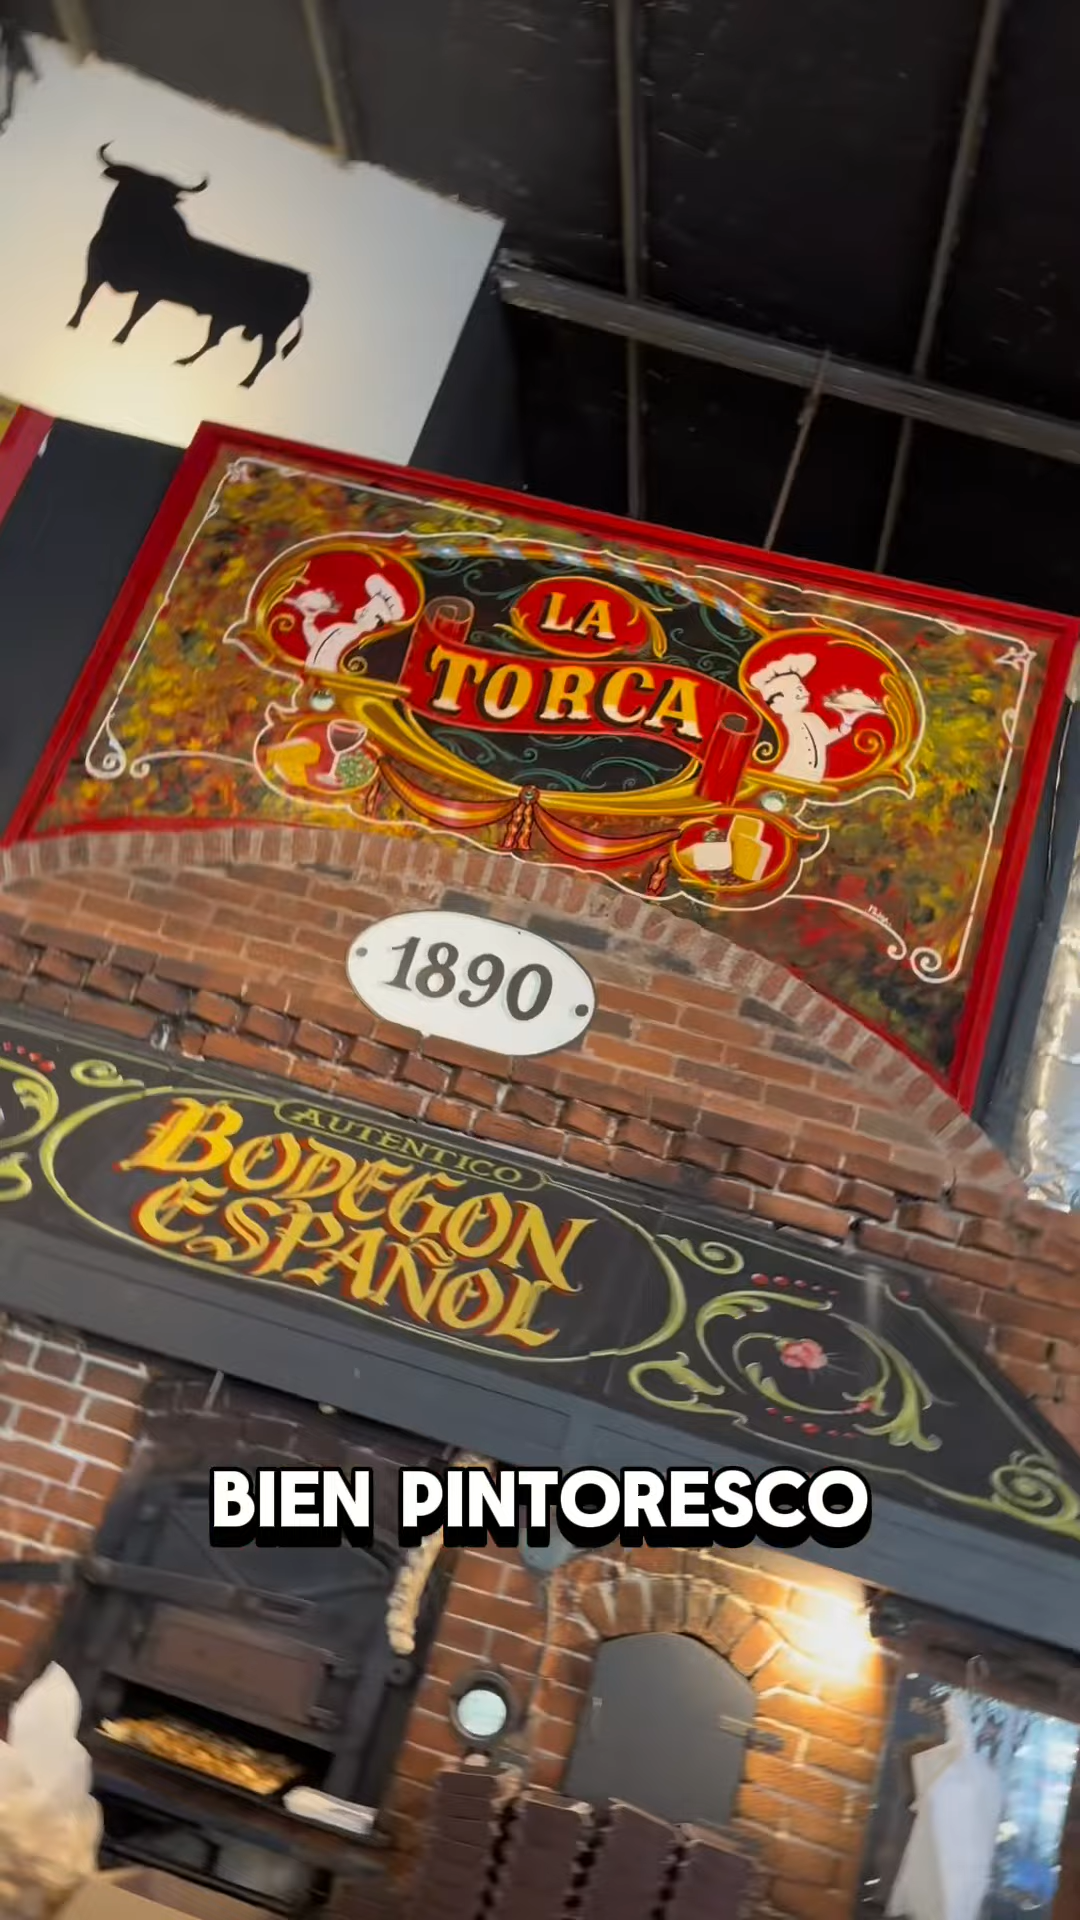 LA
TORCA
1890
AUTENTICO
BODEGON
ESPAÑOL
BIEN PINTORESCO